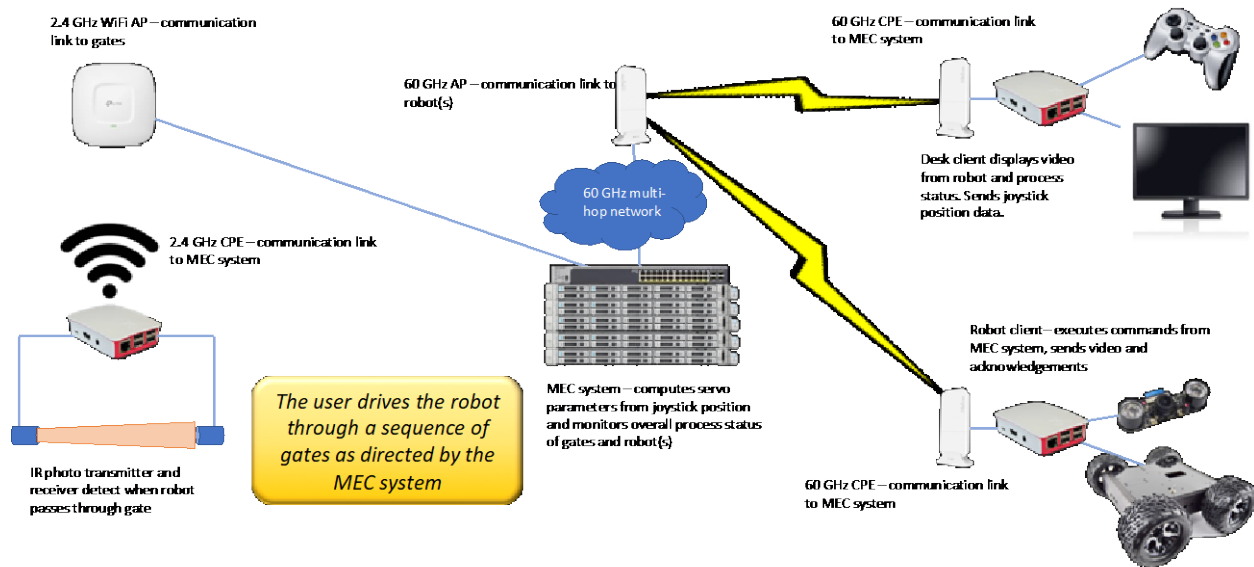 2.4 GHz WiFi AP – communication
link to gates
60 GHz AP – communication link to
robot(s)
60 GHz CPE – communication link
to MEC system
Desk client displays video
from robot and process
status. Sends joystick
position data.
60 GHz multi-
hop network
2.4 GHz CPE – communication link
to MEC system
IR photo transmitter and
receiver detect when robot
passes through gate
The user drives the robot
through a sequence of
gates as directed by the
MEC system
MEC system – computes servo
parameters from joystick position
and monitors overall process status
of gates and robot(s)
Robot client – executes commands from
MEC system, sends video and
acknowledgements
60 GHz CPE – communication link
to MEC system